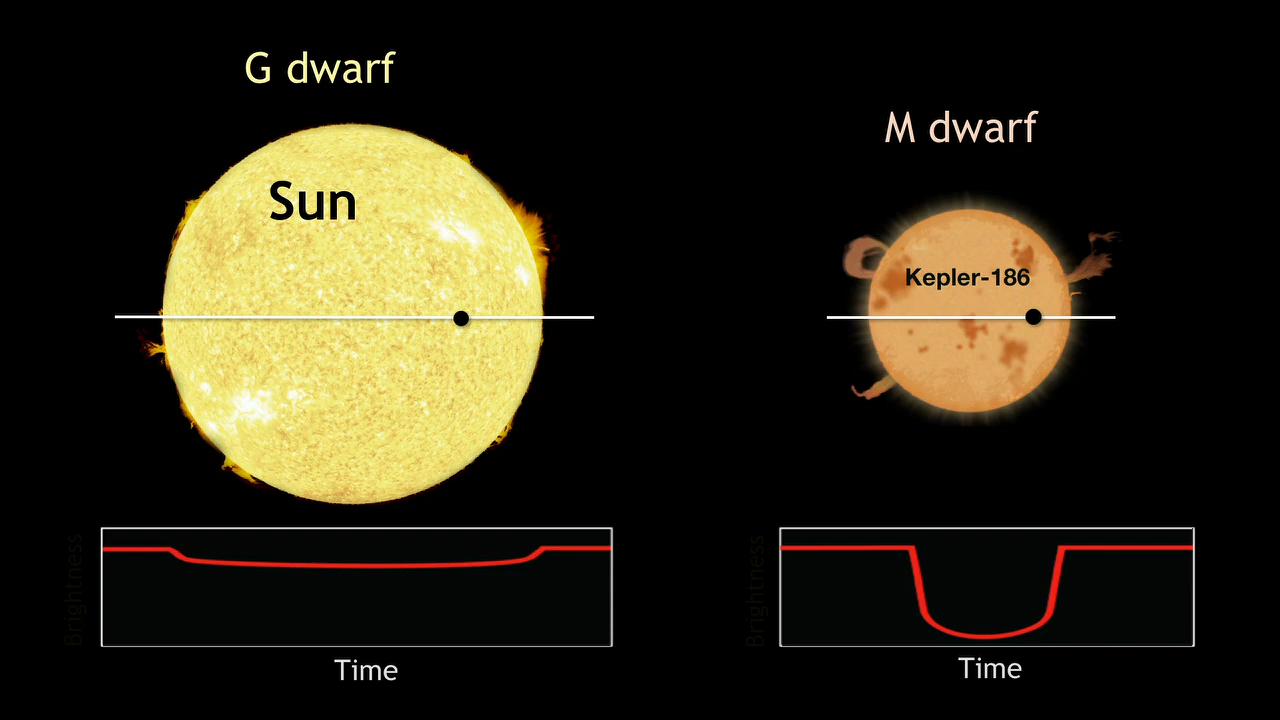 G dwarf
Sun
Brightness
Time
M dwarf
Kepler-186
Brightness
Time